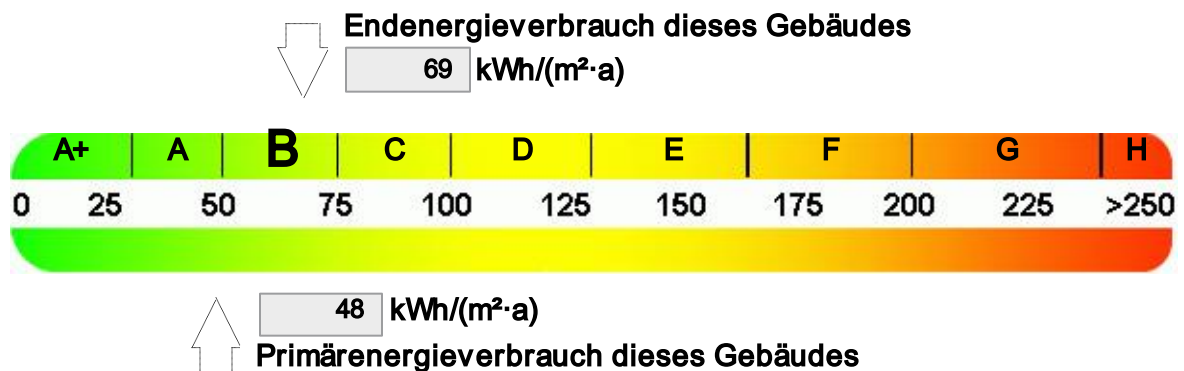 Endenergieverbrauch dieses Gebäudes
69 kWh/(m²·a)
A+ A B C D E F G H
0 25 50 75 100 125 150 175 200 225 >250
48 kWh/(m²·a)
Primärenergieverbrauch dieses Gebäudes